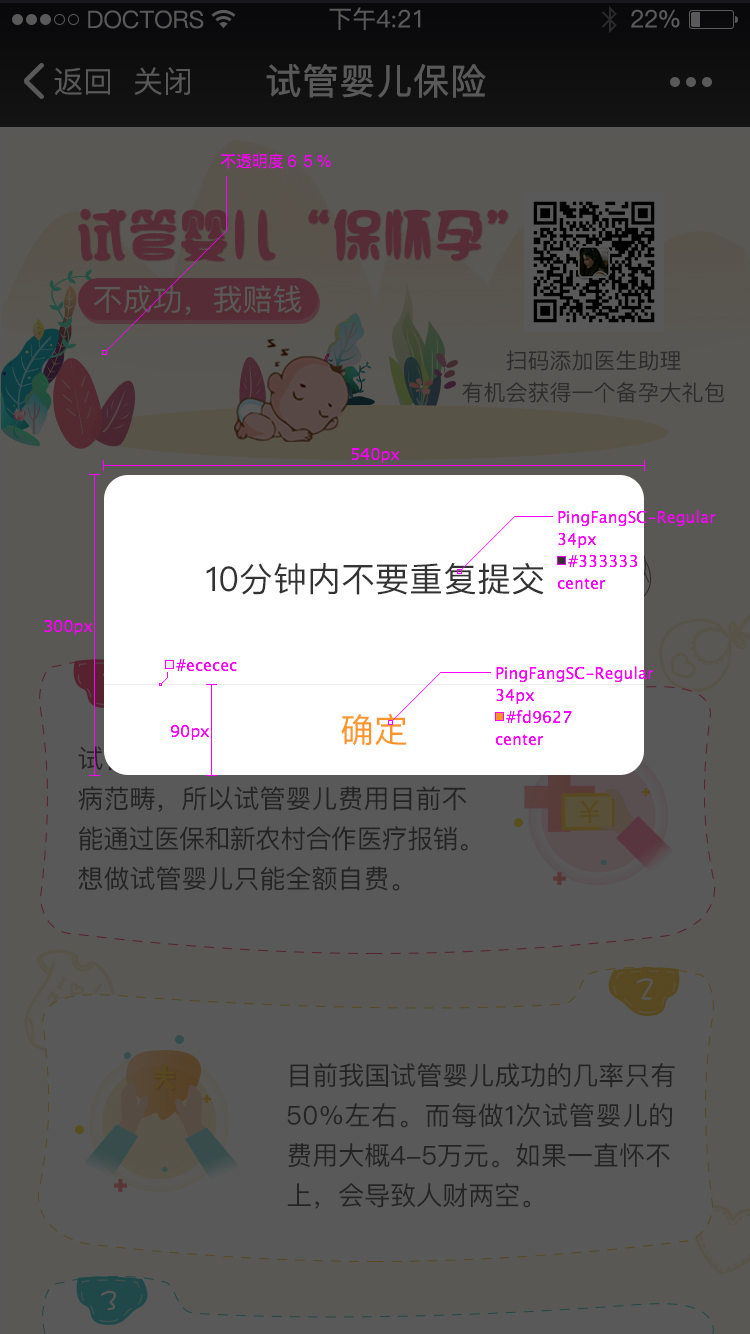 DOCTORS 下午4:21 22%
返回 关闭 试管婴儿保险
不透明度６５％
试管婴儿“保怀孕”
不成功，我赔钱
扫码添加医生助理
有机会获得一个备孕大礼包
540px
PingFangSC-Regular
34px
#333333
center
10分钟内不要重复提交
300px
#ececec
PingFangSC-Regular
34px
#fd9627
center
90px
确定
试
病范畴，所以试管婴儿费用目前不
能通过医保和新农村合作医疗报销。
想做试管婴儿只能全额自费。
2
目前我国试管婴儿成功的几率只有
50%左右。而每做1次试管婴儿的
费用大概4-5万元。如果一直怀不
上，会导致人财两空。
3